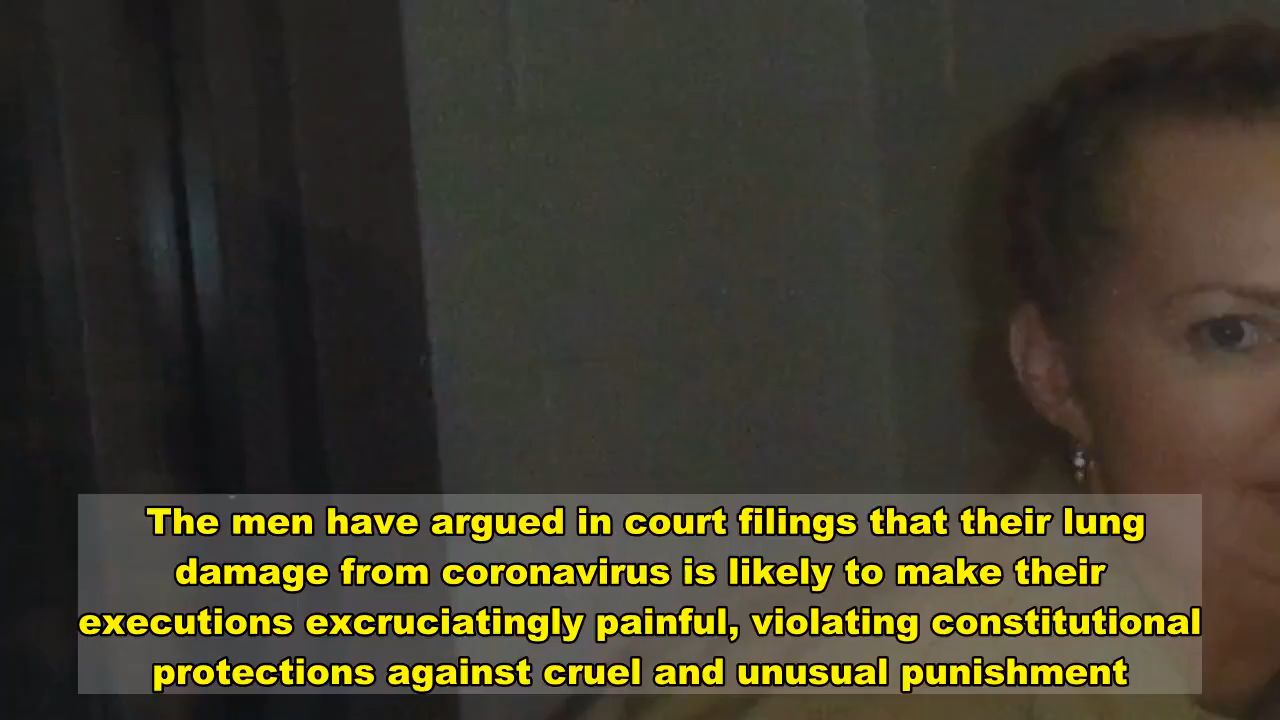 The men have argued in court filings that their lung
damage from coronavirus is likely to make their
executions excruciatingly painful, violating constitutional
protections against cruel and unusual punishment